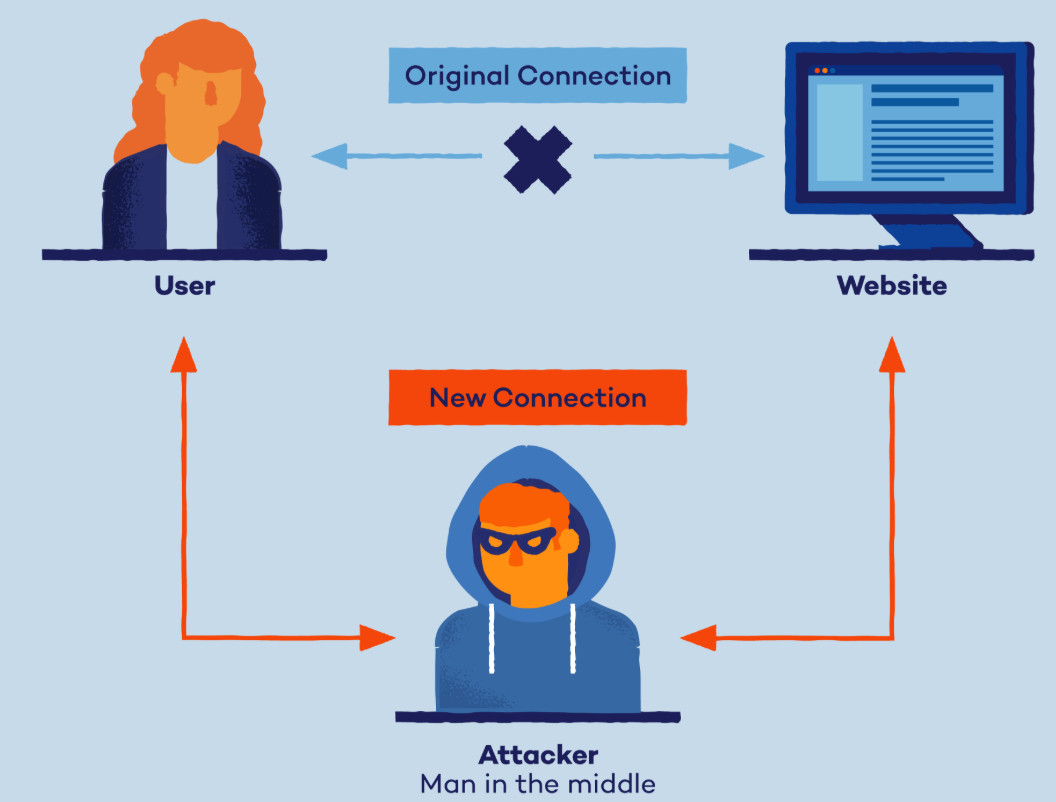 Original Connection
User
Website
New Connection
Attacker
Man in the middle